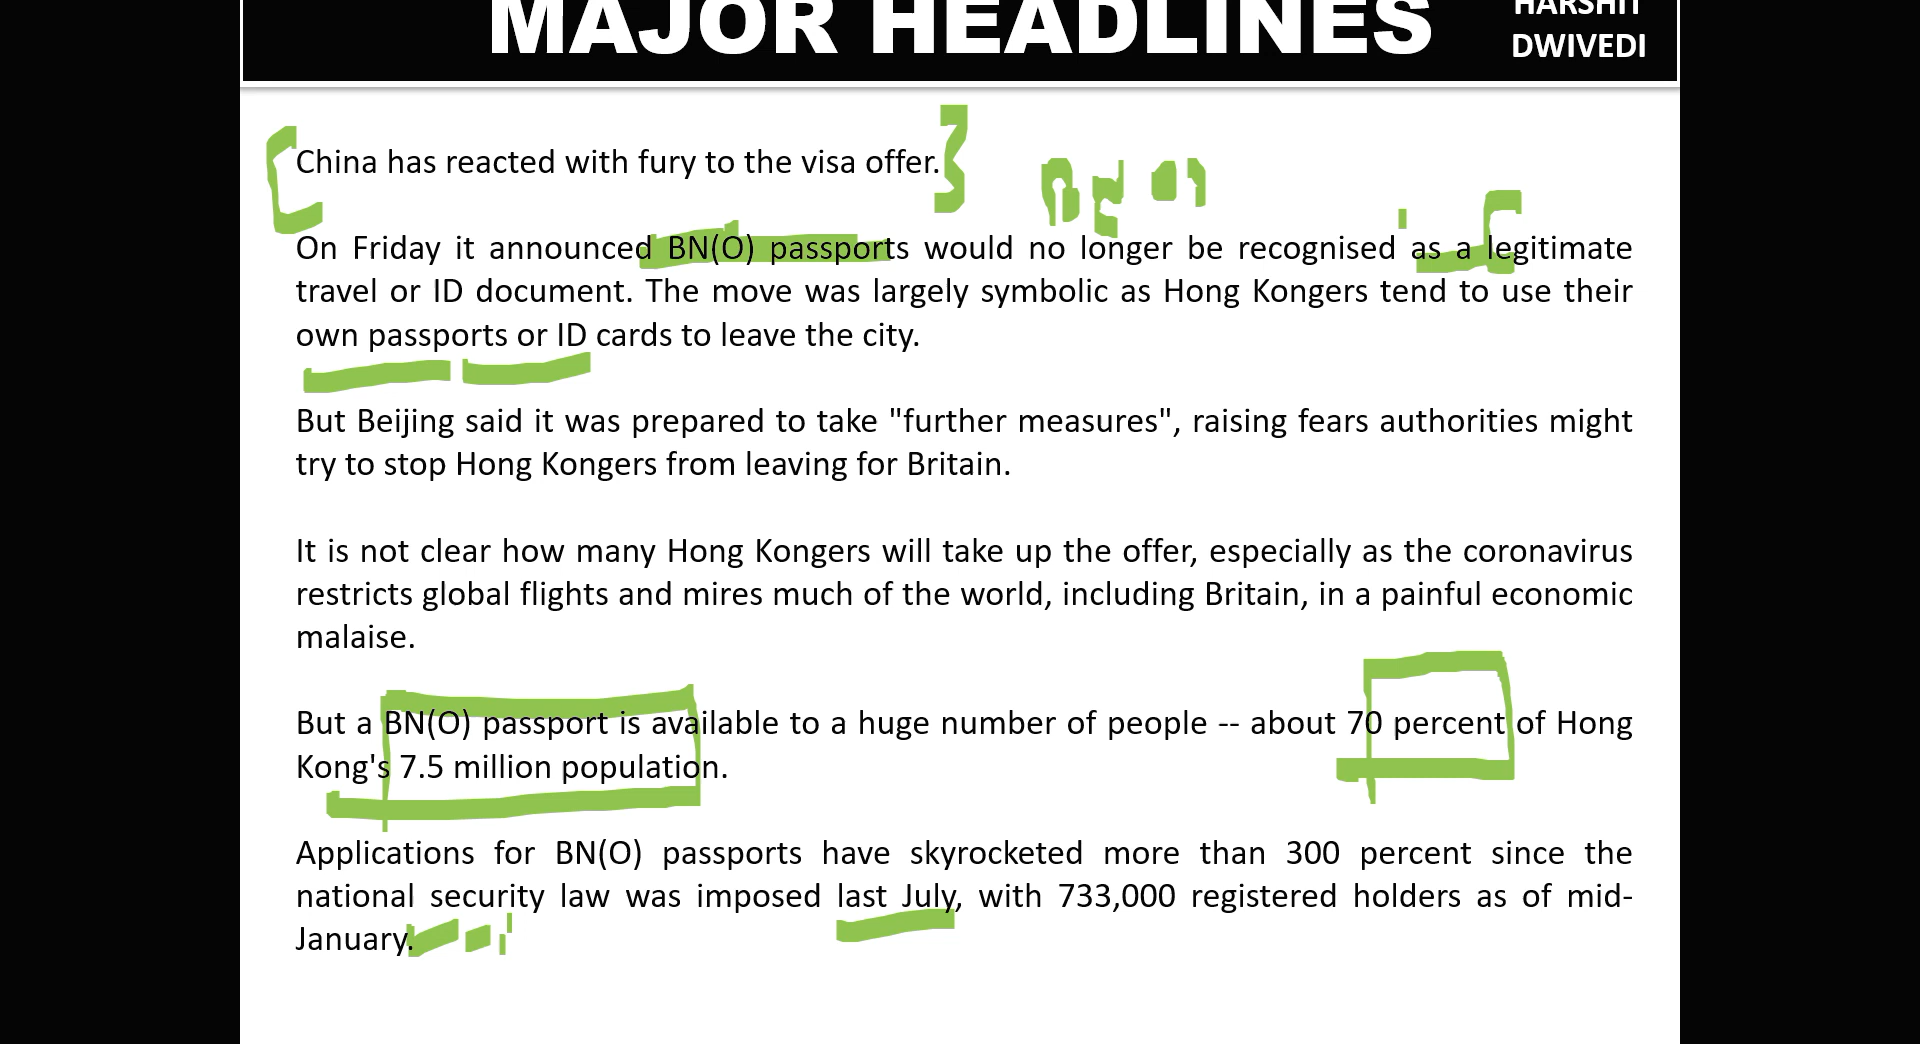 MAJOR HEADLINES
HARSHIT
DWIVEDI
China has reacted with fury to the visa offer.
On Friday it announced BN(O) passports would no longer be recognised as a legitimate
travel or ID document. The move was largely symbolic as Hong Kongers tend to use their
own passports or ID cards to leave the city.
But Beijing said it was prepared to take "further measures", raising fears authorities might
try to stop Hong Kongers from leaving for Britain.
It is not clear how many Hong Kongers will take up the offer, especially as the coronavirus
restricts global flights and mires much of the world, including Britain, in a painful economic
malaise.
But a BN(O) passport is available to a huge number of people -- about 70 percent of Hong
Kong's 7.5 million population.
Applications for BN(O) passports have skyrocketed more than 300 percent since the
national security law was imposed last July, with 733,000 registered holders as of mid-
January.